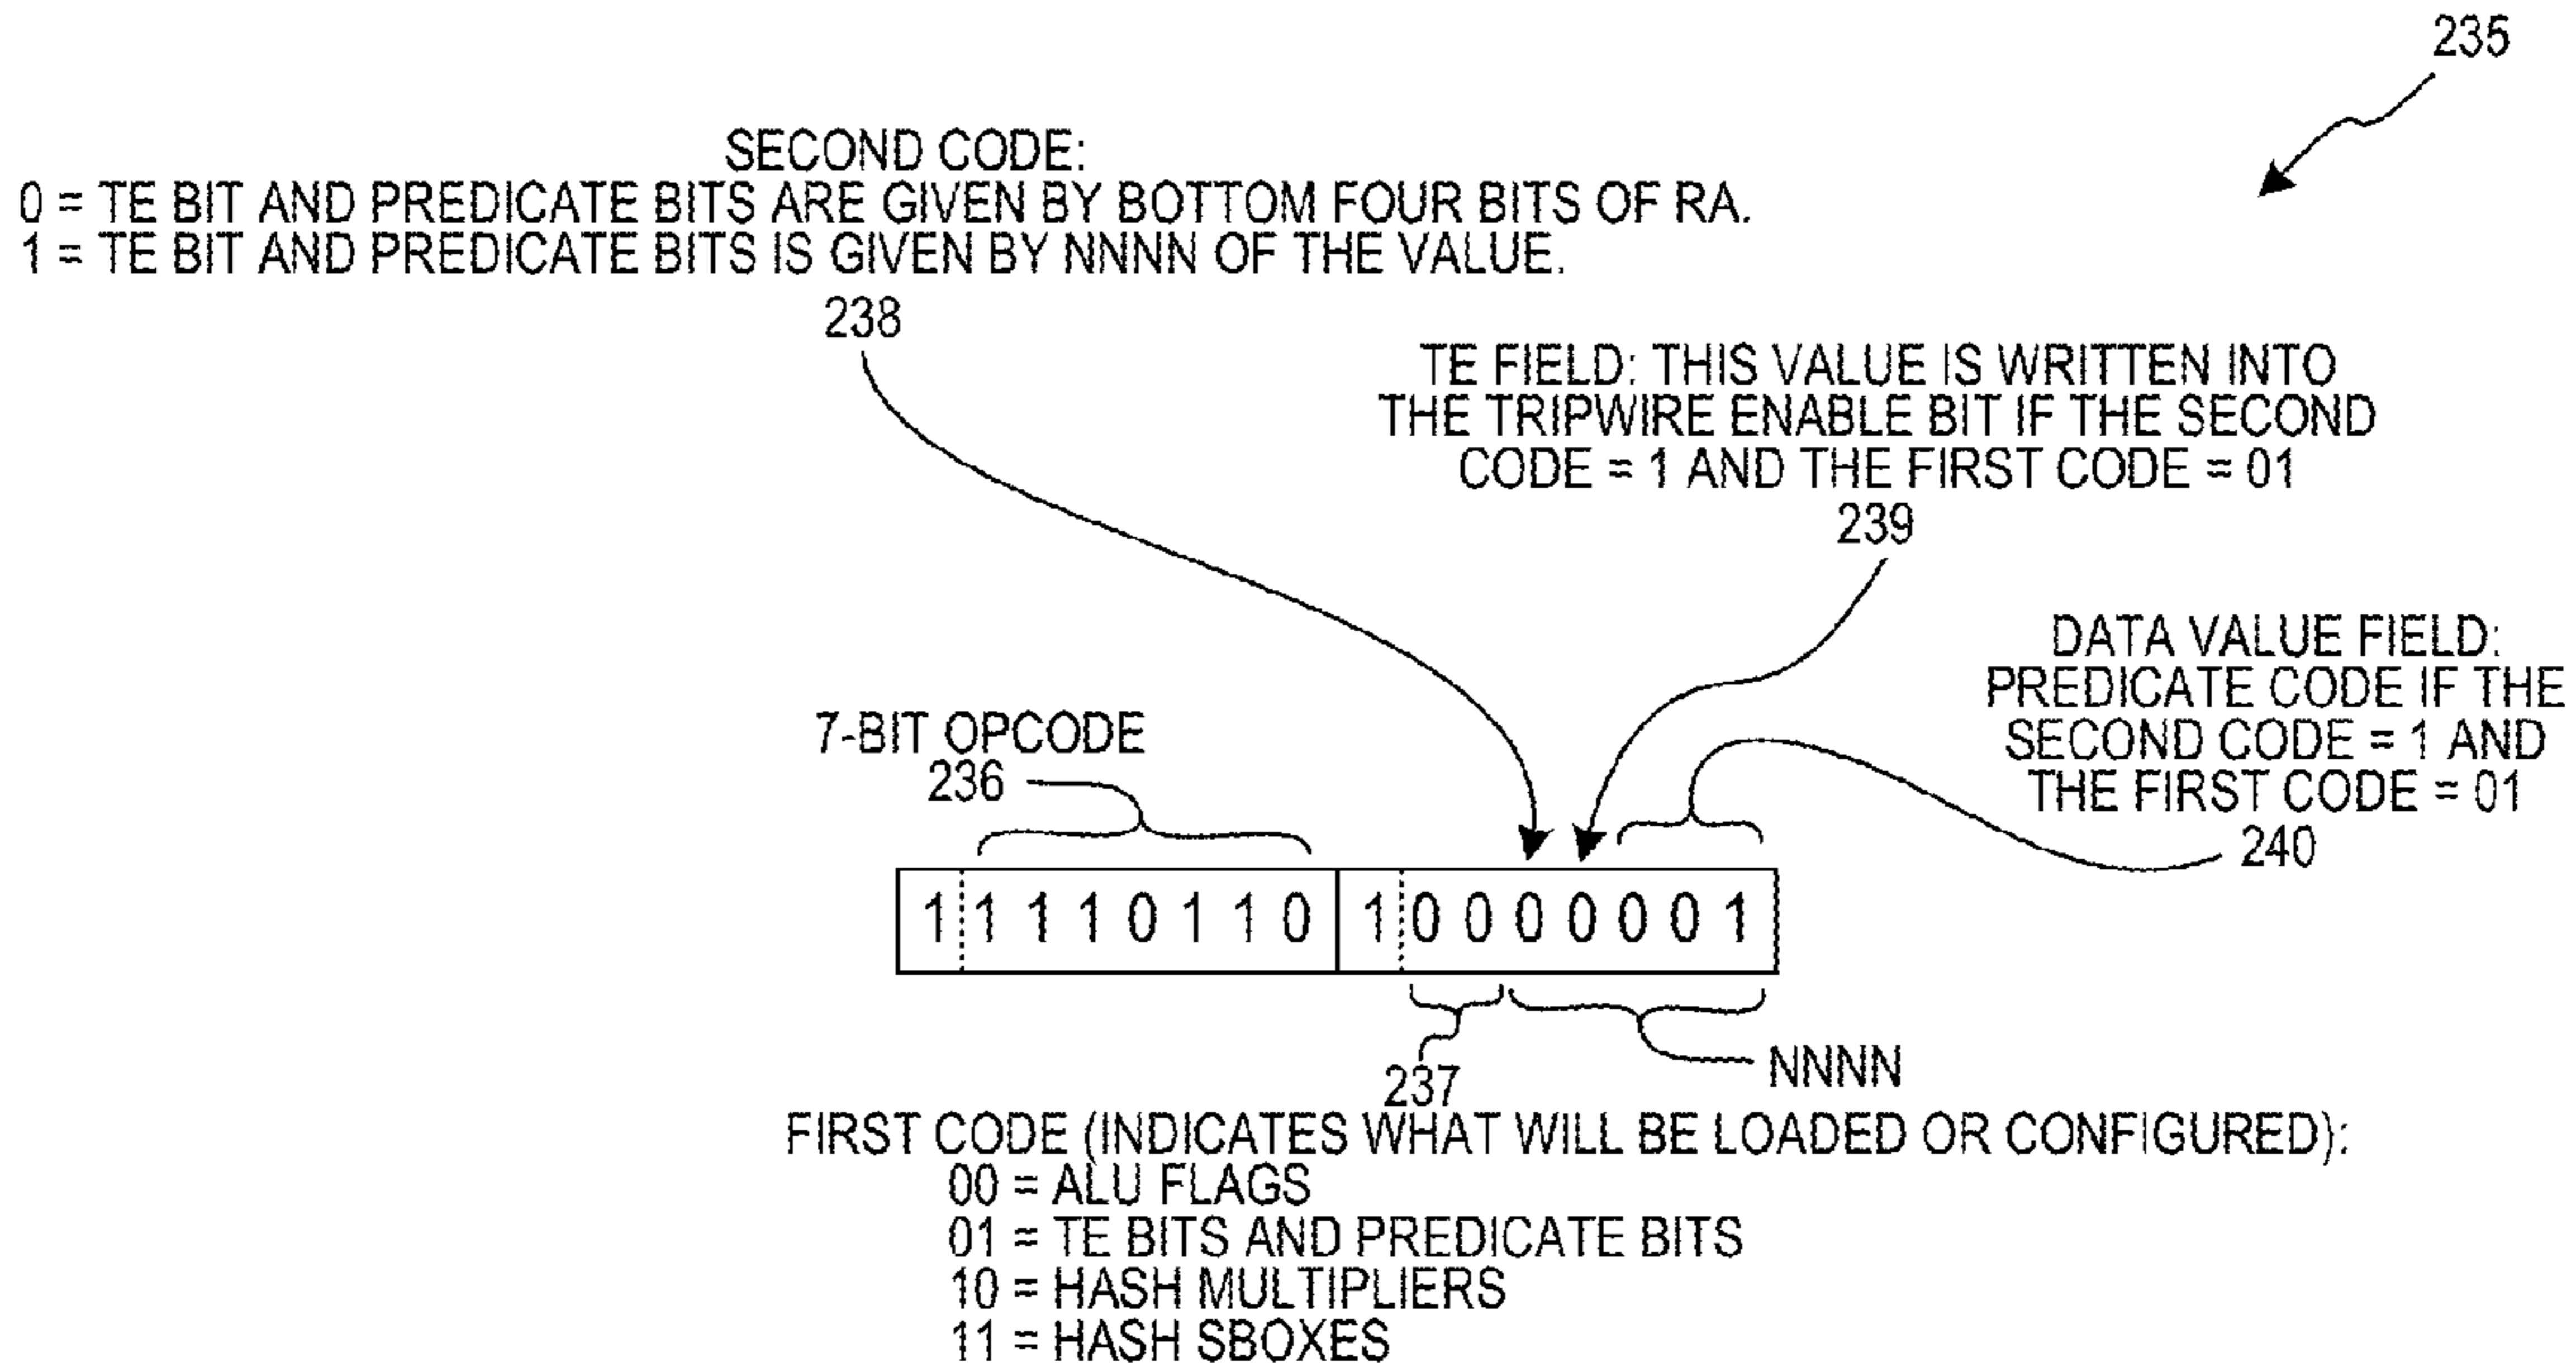 235
SECOND CODE:
0 = TE BIT AND PREDICATE BITS ARE GIVEN BY BOTTOM FOUR BITS OF RA.
1 = TE BIT AND PREDICATE BITS IS GIVEN BY NNNN OF THE VALUE.
238
TE FIELD: THIS VALUE IS WRITTEN INTO
THE TRIPWIRE ENABLE BIT IF THE SECOND
CODE = 1 AND THE FIRST CODE = 01
239
DATA VALUE FIELD:
PREDICATE CODE IF THE
SECOND CODE = 1 AND
THE FIRST CODE = 01
240
7-BIT OPCODE
236
1 1 1 1 0 1 1 0 1 0 0 0 0 0 0 1
237
NNNN
FIRST CODE (INDICATES WHAT WILL BE LOADED OR CONFIGURED):
00 = ALU FLAGS
01 = TE BITS AND PREDICATE BITS
10 = HASH MULTIPLIERS
11 = HASH SBOXES